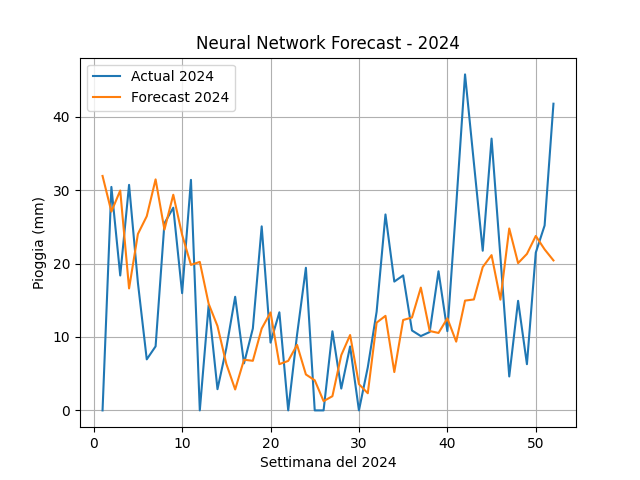 Neural Network Forecast - 2024
Actual 2024
Forecast 2024
Pioggia (mm)
40
30
20
10
0
0 10 20 30 40 50
Settimana del 2024